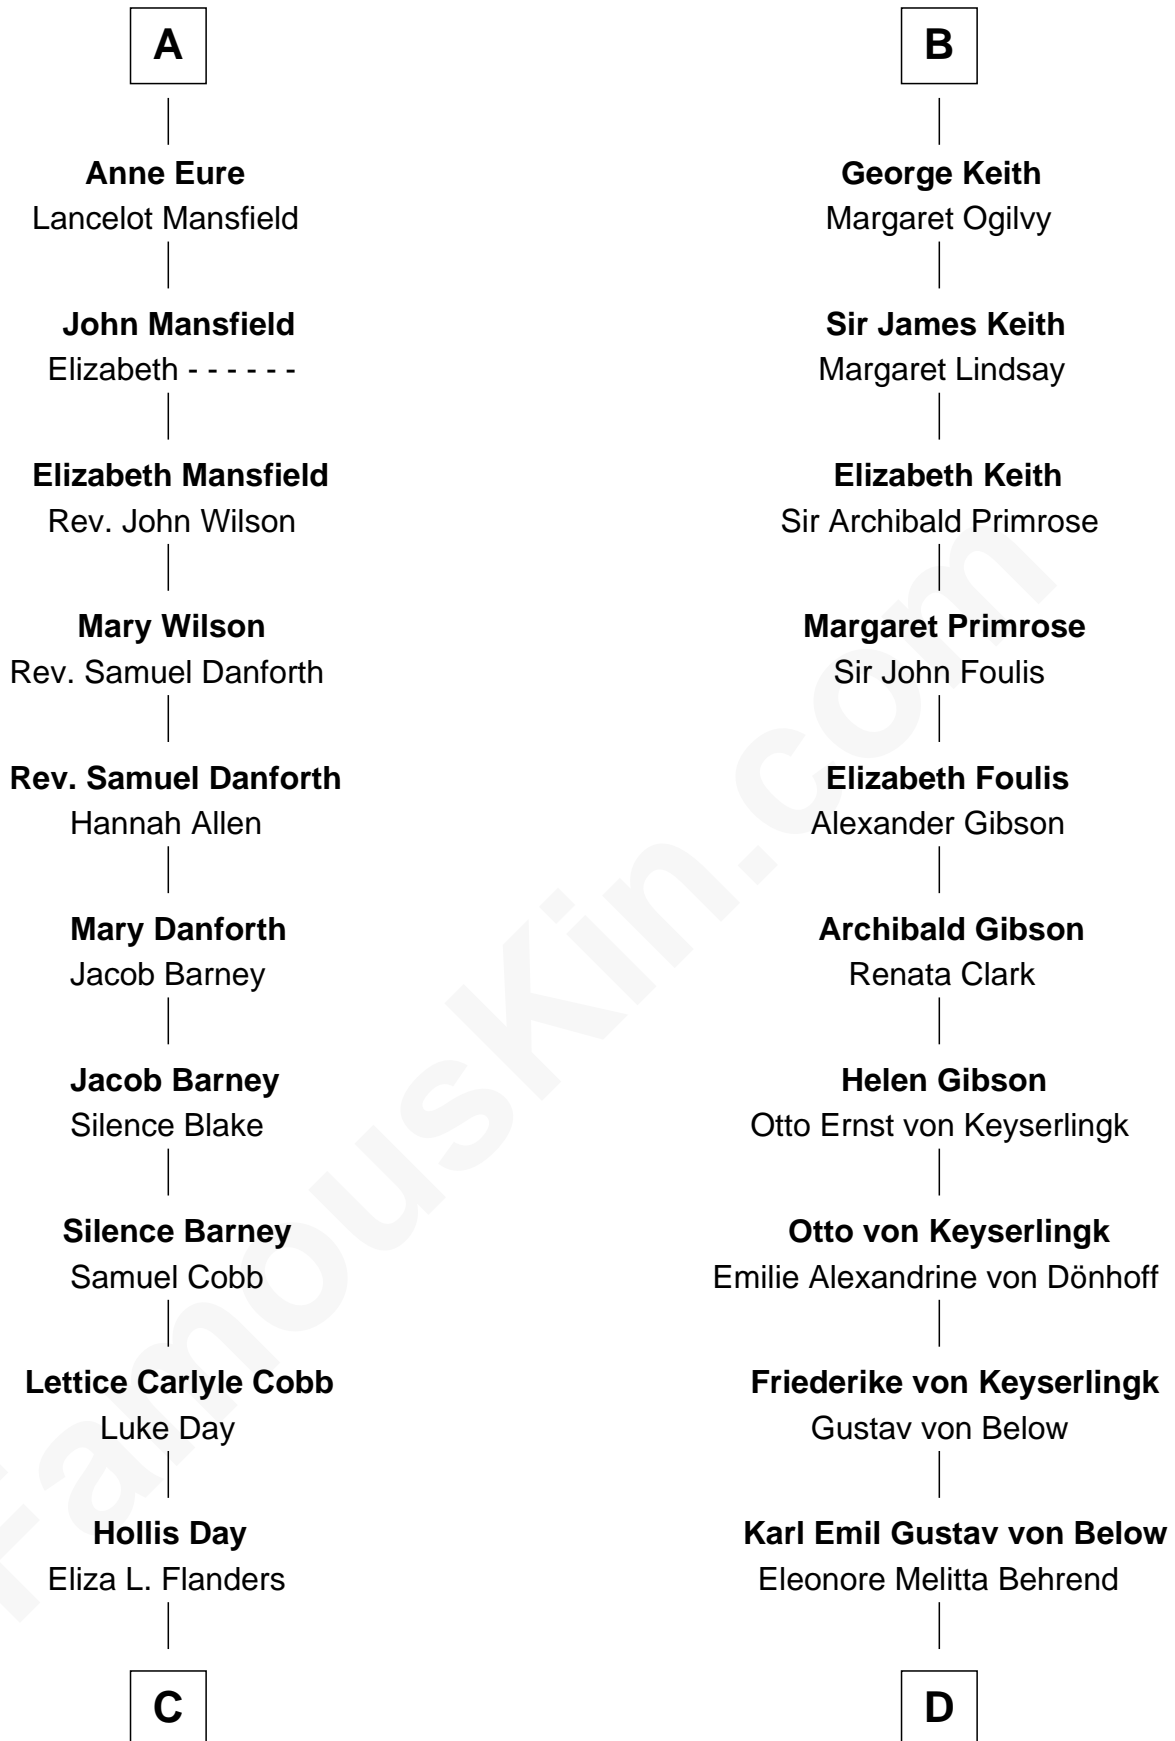 A
Anne Eure
Lancelot Mansfield
John Mansfield
Elizabeth - - - - - -
Elizabeth Mansfield
Rev. John Wilson
Mary Wilson
Rev. Samuel Danforth
Rev. Samuel Danforth
Hannah Allen
Mary Danforth
Jacob Barney
Jacob Barney
Silence Blake
Silence Barney
Samuel Cobb
Lettice Carlyle Cobb
Luke Day
Hollis Day
Eliza L. Flanders
C
B
George Keith
Margaret Ogilvy
Sir James Keith
Margaret Lindsay
Elizabeth Keith
Sir Archibald Primrose
Margaret Primrose
Sir John Foulis
Elizabeth Foulis
Alexander Gibson
Archibald Gibson
Renata Clark
Helen Gibson
Otto Ernst von Keyserlingk
Otto von Keyserlingk
Emilie Alexandrine von Dönhoff
Friederike von Keyserlingk
Gustav von Below
Karl Emil Gustav von Below
Eleonore Melitta Behrend
D
FamousKin.com